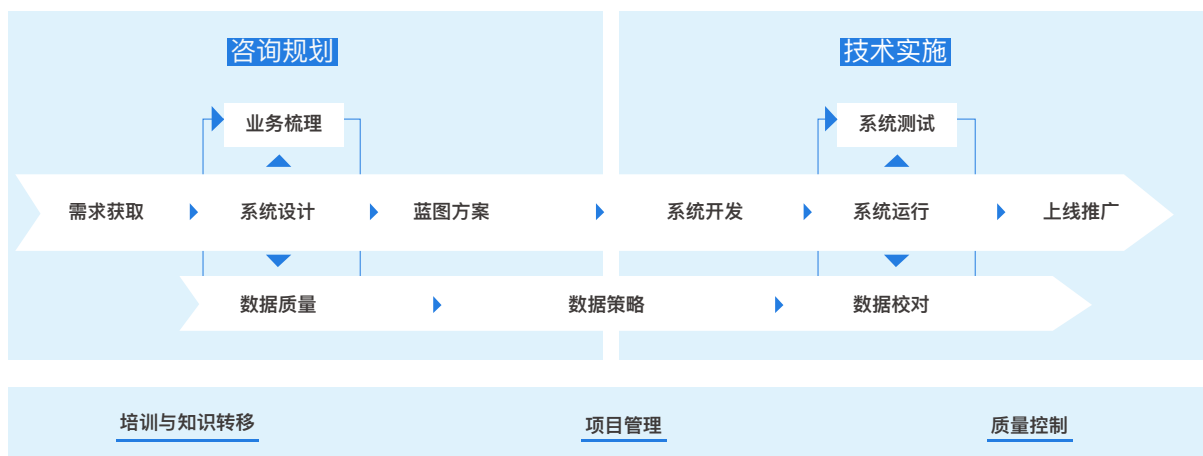 咨询规划
技术实施
业务梳理
系统测试
需求获取
系统设计
蓝图方案
系统开发
系统运行
上线推广
数据质量
数据策略
数据校对
培训与知识转移
项目管理
质量控制